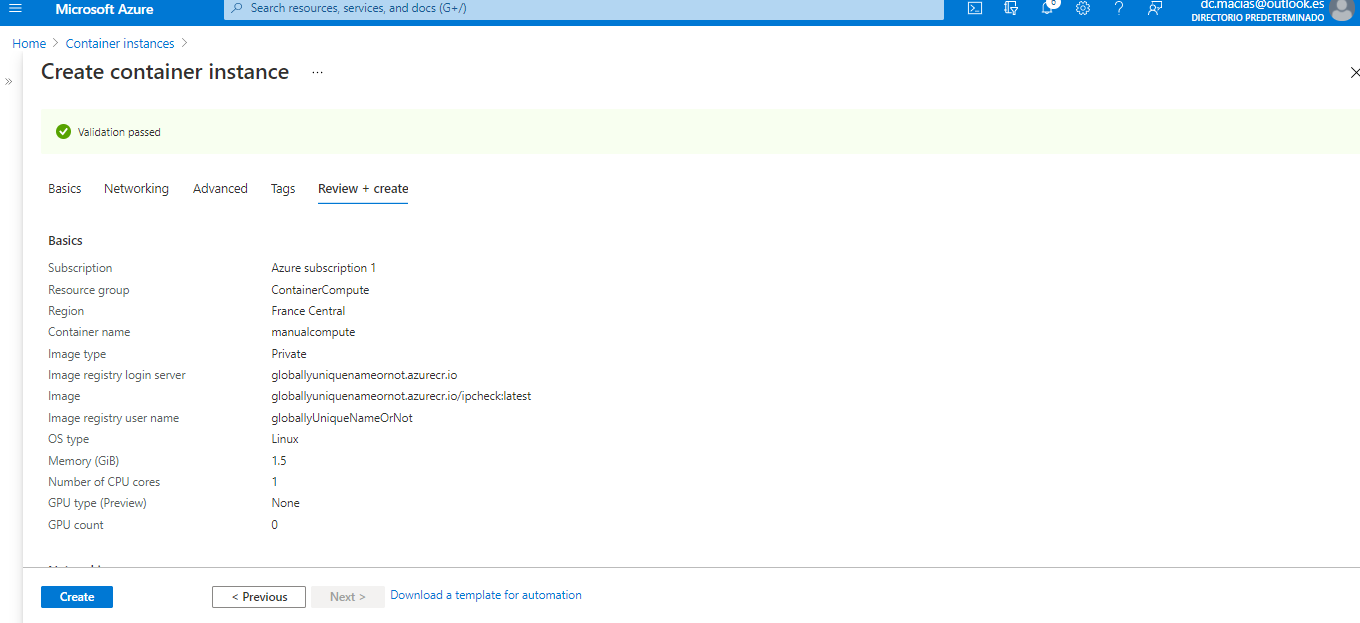 Microsoft Azure
Search resources, services, and docs (G+/)
dc.macias@outlook.es
DIRECTORIO PREDETERMINADO
Home > Container instances >
Create container instance ...
Validation passed
Basics Networking Advanced Tags Review + create
Basics
Subscription Azure subscription 1
Resource group ContainerCompute
Region France Central
Container name manualcompute
Image type Private
Image registry login server globallyuniquenameornot.azurecr.io
Image globallyuniquenameornot.azurecr.io/ipcheck:latest
Image registry user name globallyUniqueNameOrNot
OS type Linux
Memory (GiB) 1.5
Number of CPU cores 1
GPU type (Preview) None
GPU count 0
Create < Previous Next > Download a template for automation